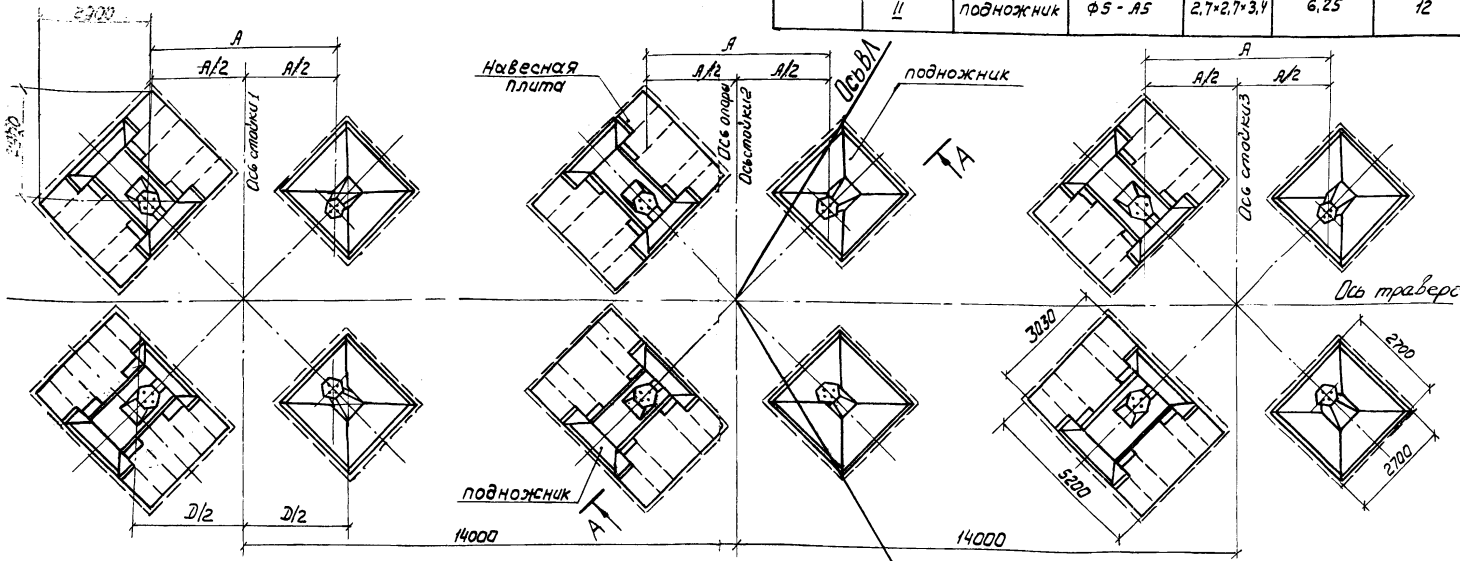 II подножник Ф5 - А5 2,7×2,7×3,4 6,25 12
2900
А
А/2 А/2
А
А/2 А/2
А
А/2 А/2
Навесная
плита
Ось ВЛ
подножник
Ось стойки 1
Ось опоры
Ось стойки 2
Ось стойки 3
А
Ось траверс
3030
2700
5200
2700
подножник
А
D/2 D/2
14000
14000